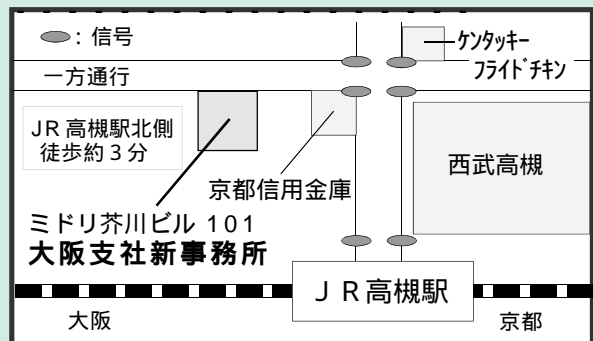 ：信号
ケンタッキー
フライドチキン
一方通行
ＪＲ高槻駅北側
徒歩約３分
西武高槻
京都信用金庫
ミドリ芥川ビル 101
大阪支社新事務所
ＪＲ高槻駅
大阪
京都